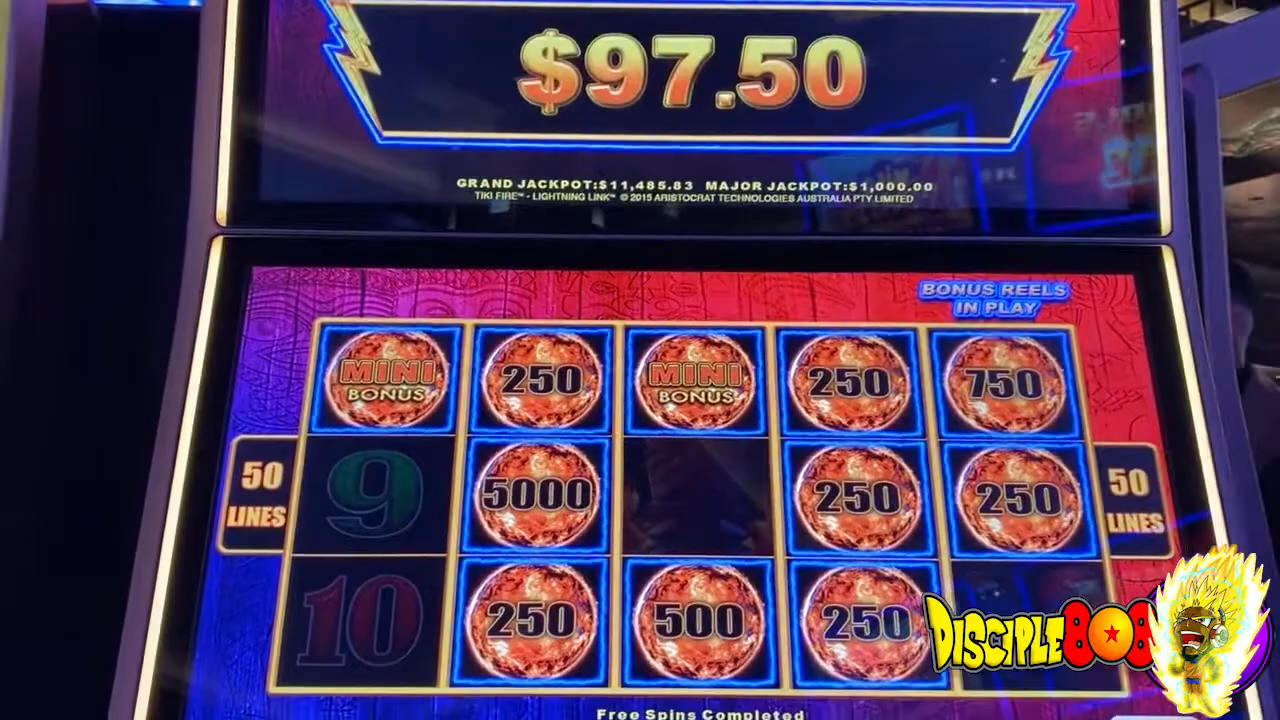 $97.50
GRAND JACKPOT:$11,485.83 MAJOR JACKPOT:$1,000.00
TIKI FIRE™ - LIGHTNING LINK™ © 2015 ARISTOCRAT TECHNOLOGIES AUSTRALIA PTY LIMITED
BONUS REELS
IN PLAY
MINI
BONUS
250
MINI
BONUS
250
750
50
LINES
9
5000
250
250
50
LINES
10
250
500
250
DISCIPLE808
Free Spins Completed